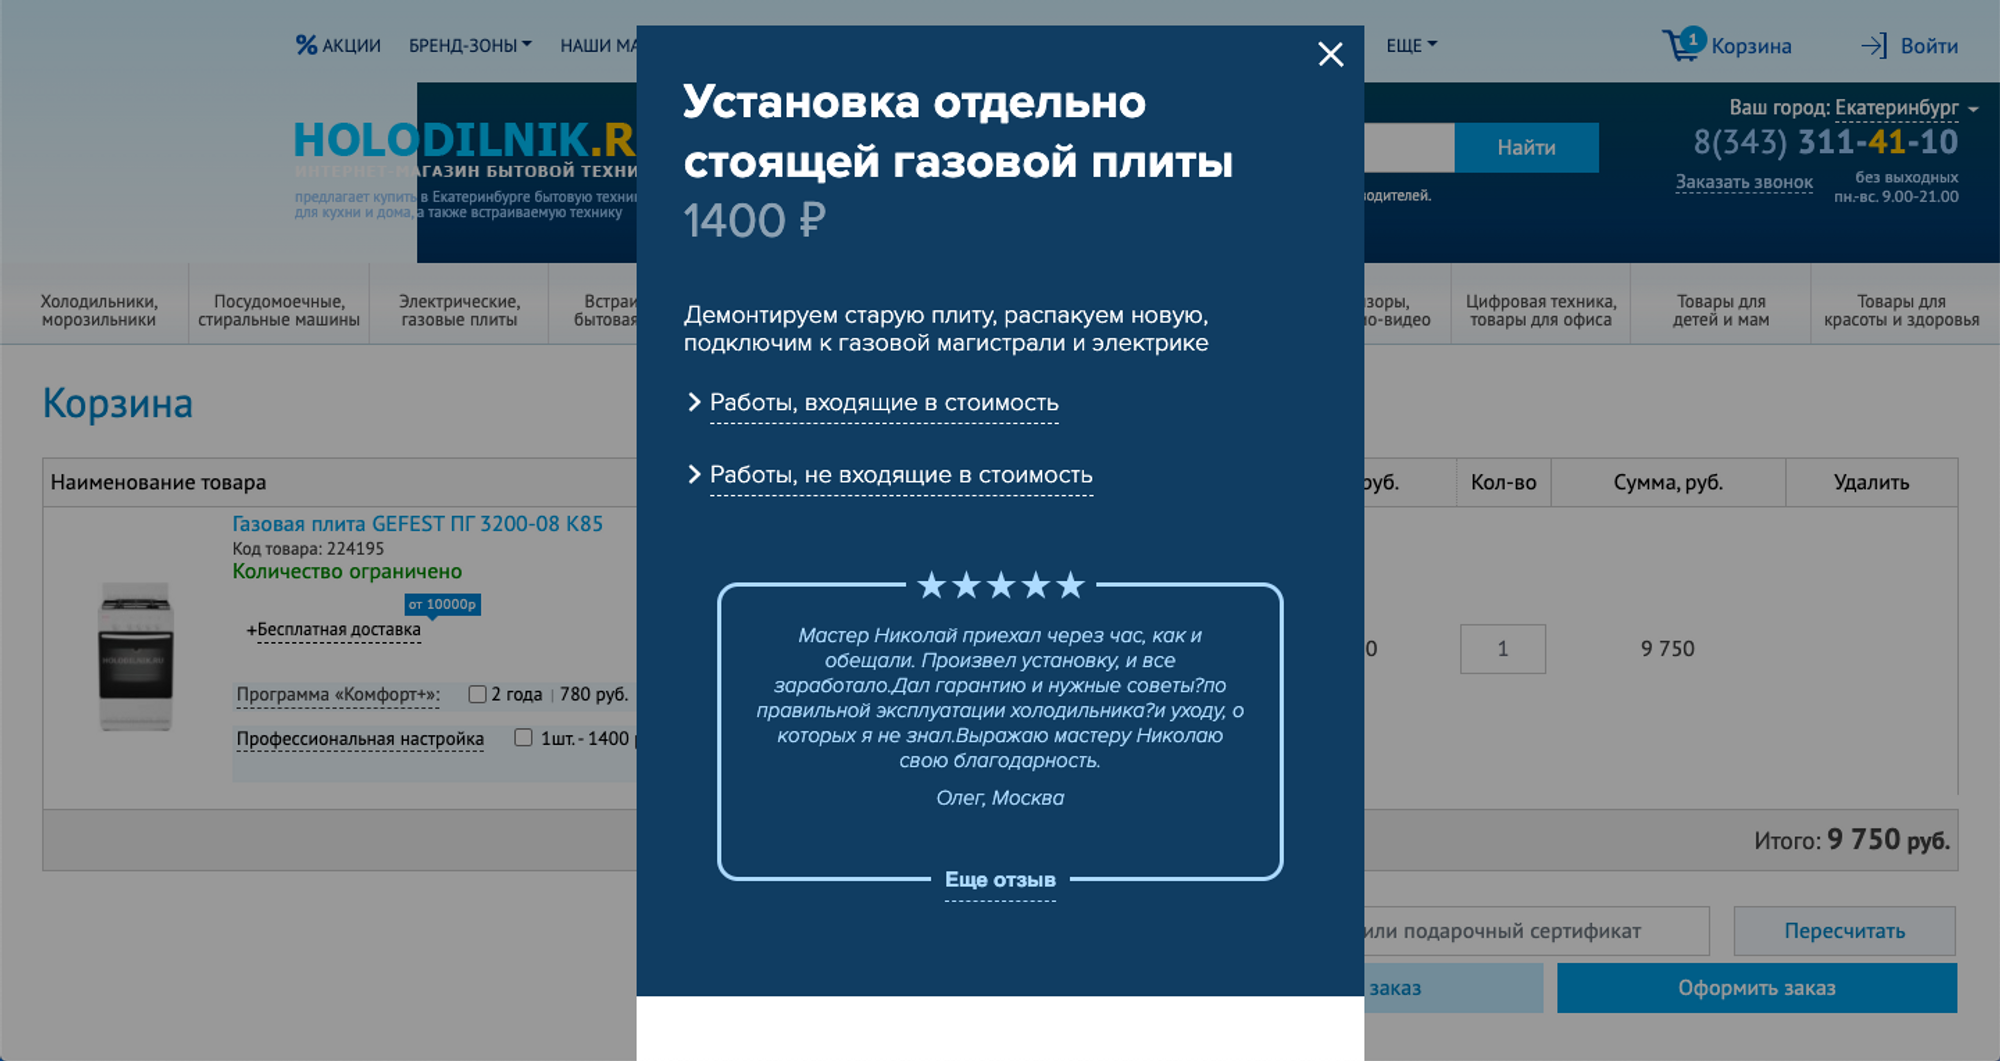 % АКЦИИ
БРЕНД-ЗОНЫ
НАШИ
ЕЩЕ
1
Корзина
Войти
HOLODILNIK.R
ИНТЕРНЕТ-МАГАЗИН БЫТОВОЙ
предлагает купить в Екатеринбурге бытовую
для кухни и дома, а также встраиваемую технику
Найти
Ваш город: Екатеринбург
8(343) 311-41-10
Заказать звонок
без выходных
пн.-вс. 9.00-21.00
Холодильники,
морозильники
Посудомоечные,
стиральные машины
Электрические,
газовые плиты
Цифровая техника,
товары для офиса
Товары для
детей и мам
Товары для
красоты и здоровья
Корзина
Наименование товара
руб.
Кол-во
Сумма, руб.
Удалить
Газовая плита GEFEST ПГ 3200-08 К85
Код товара: 224195
Количество ограничено
от 10000р
+Бесплатная доставка
Программа «Комфорт+»:
2 года | 780 руб.
Профессиональная настройка
1шт. - 1400
HOLODILNIK.RU
0
1
9 750
Итого: 9 750 руб.
или подарочный сертификат
Пересчитать
заказ
Оформить заказ
Установка отдельно
стоящей газовой плиты
1400 ₽
Демонтируем старую плиту, распакуем новую,
подключим к газовой магистрали и электрике
Работы, входящие в стоимость
Работы, не входящие в стоимость
Мастер Николай приехал через час, как и
обещали. Произвел установку, и все
заработало.Дал гарантию и нужные советы?по
правильной эксплуатации холодильника?и уходу, о
которых я не знал.Выражаю мастеру Николаю
свою благодарность.
Олег, Москва
Еще отзыв